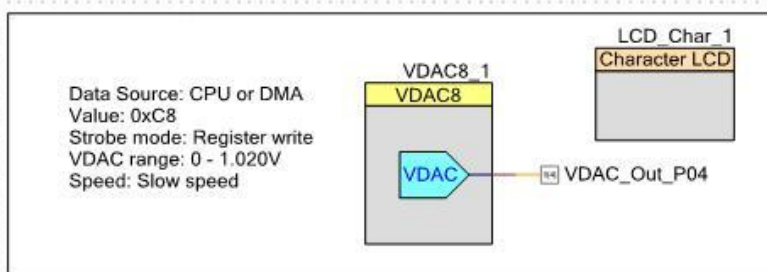 LCD_Char_1
Character LCD
VDAC8_1
VDAC8
Data Source: CPU or DMA
Value: 0xC8
Strobe mode: Register write
VDAC range: 0 - 1.020V
Speed: Slow speed
VDAC
VDAC_Out_P04